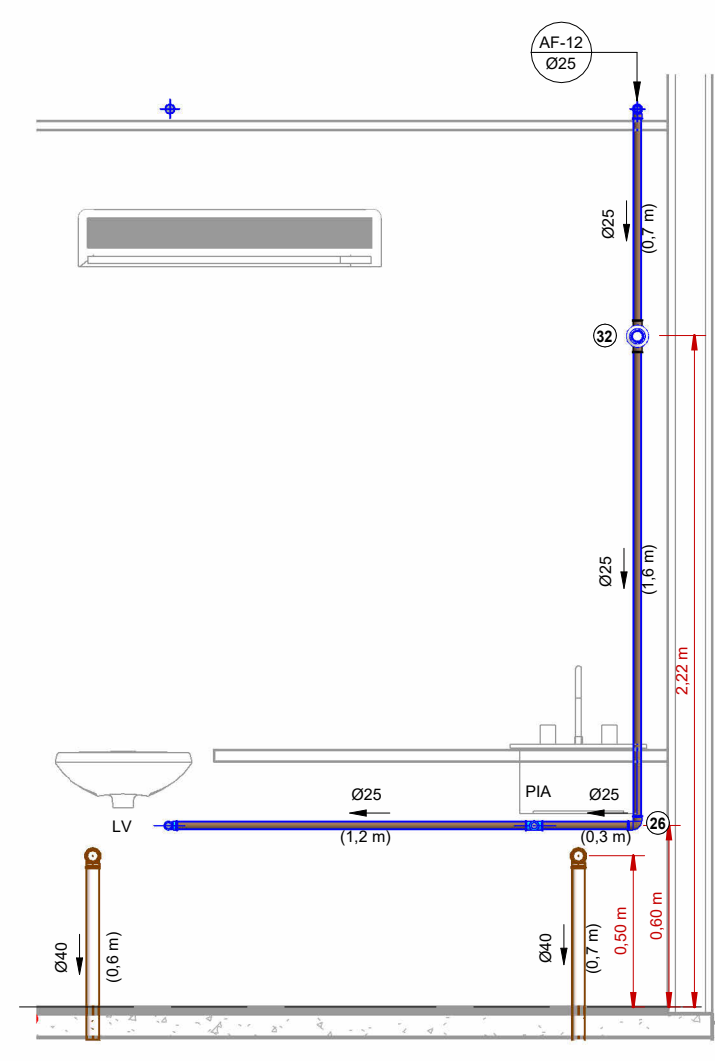 AF-12
Ø25
Ø25
(0,7 m)
32
Ø25
(1,6 m)
2,22 m
PIA
Ø25
Ø25
LV
26
(1,2 m)
(0,3 m)
0,60 m
0,50 m
Ø40
(0,6 m)
Ø40
(0,7 m)